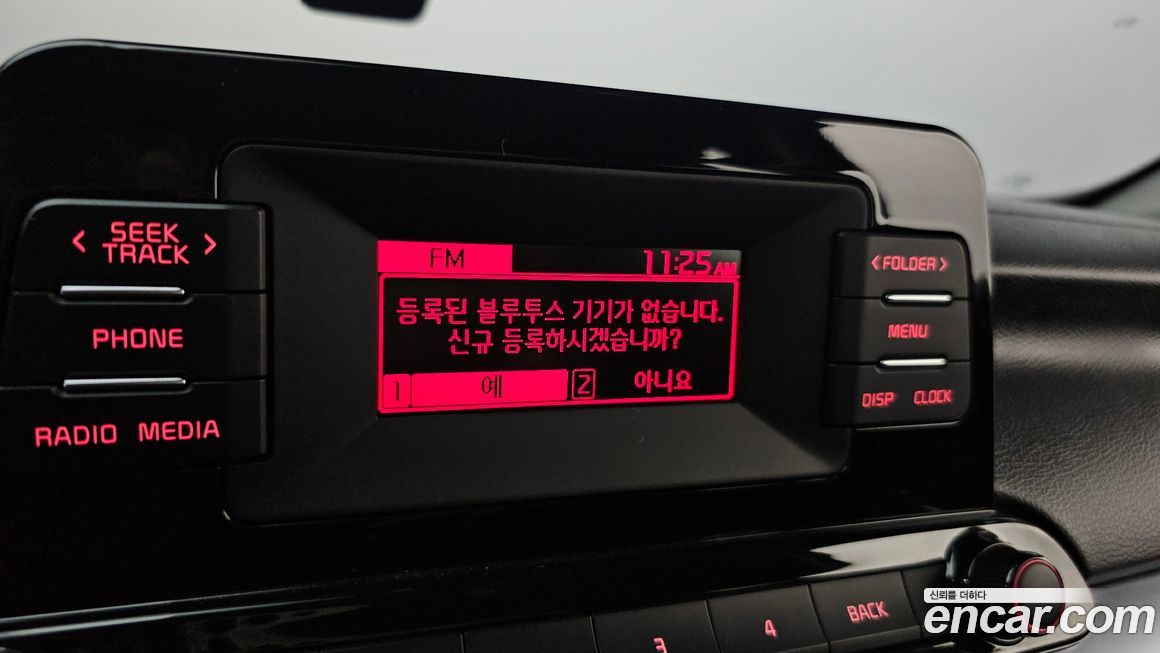 < SEEK TRACK >
PHONE
RADIO MEDIA
FM 11:25 AM
등록된 블루투스 기기가 없습니다.
신규 등록하시겠습니까?
1 예 2 아니요
< FOLDER >
MENU
DISP CLOCK
3 4 BACK
신뢰를 더하다
encar.com